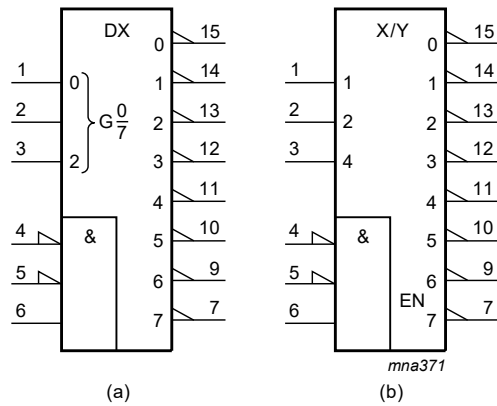 DX
0 15
1 0 1 14
2 G 0/7 2 13
3 2 3 12
4 11
4 & 5 10
5 6 9
6 7 7
(a)
X/Y
0 15
1 1 1 14
2 2 2 13
3 4 3 12
4 11
4 & 5 10
5 6 9
6 EN 7 7
mna371
(b)